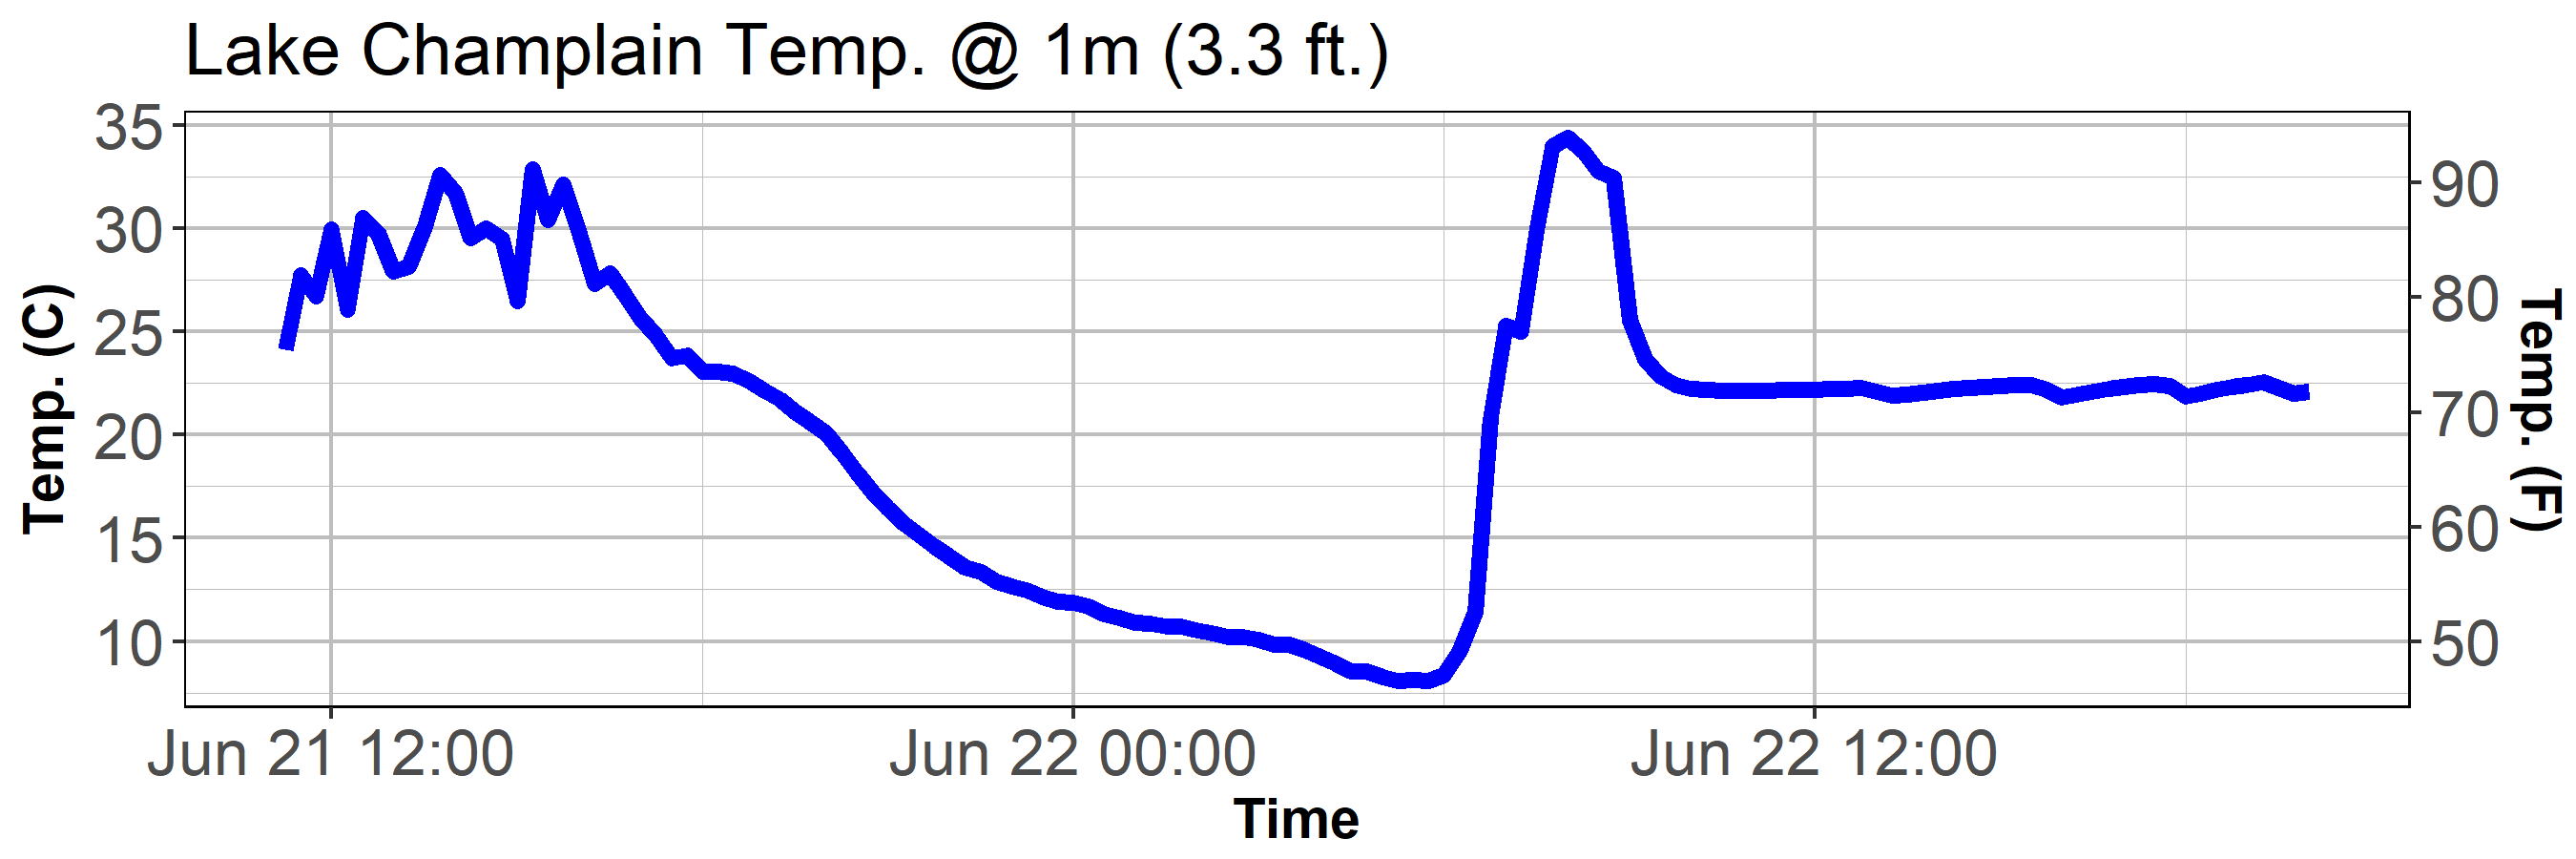 Lake Champlain Temp. @ 1m (3.3 ft.)
35
30
25
20
15
10
Temp. (C)
90
80
70
60
50
Temp. (F)
Jun 21 12:00
Jun 22 00:00
Jun 22 12:00
Time